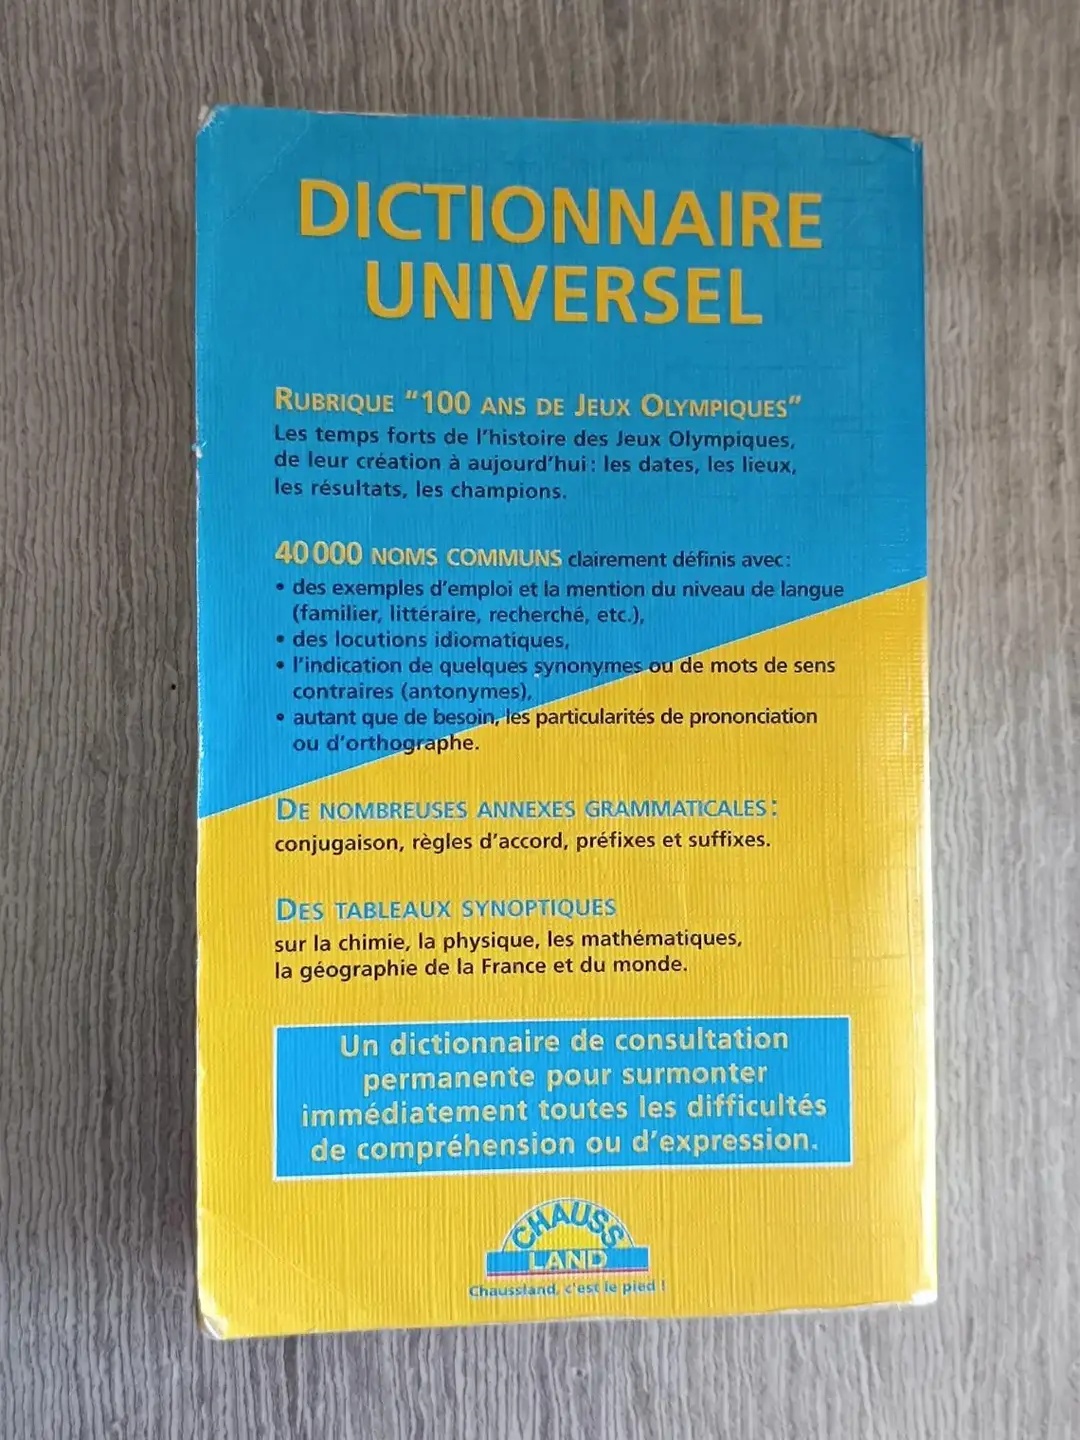 DICTIONNAIRE
UNIVERSEL
RUBRIQUE "100 ANS DE JEUX OLYMPIQUES"
Les temps forts de l'histoire des Jeux Olympiques,
de leur création à aujourd'hui : les dates, les lieux,
les résultats, les champions.
40 000 NOMS COMMUNS clairement définis avec :
• des exemples d'emploi et la mention du niveau de langue
(familier, littéraire, recherché, etc.),
• des locutions idiomatiques,
• l'indication de quelques synonymes ou de mots de sens
contraires (antonymes),
• autant que de besoin, les particularités de prononciation
ou d'orthographe.
DE NOMBREUSES ANNEXES GRAMMATICALES :
conjugaison, règles d'accord, préfixes et suffixes.
DES TABLEAUX SYNOPTIQUES
sur la chimie, la physique, les mathématiques,
la géographie de la France et du monde.
Un dictionnaire de consultation
permanente pour surmonter
immédiatement toutes les difficultés
de compréhension ou d'expression.
CHAUSS
LAND
Chaussland, c'est le pied !